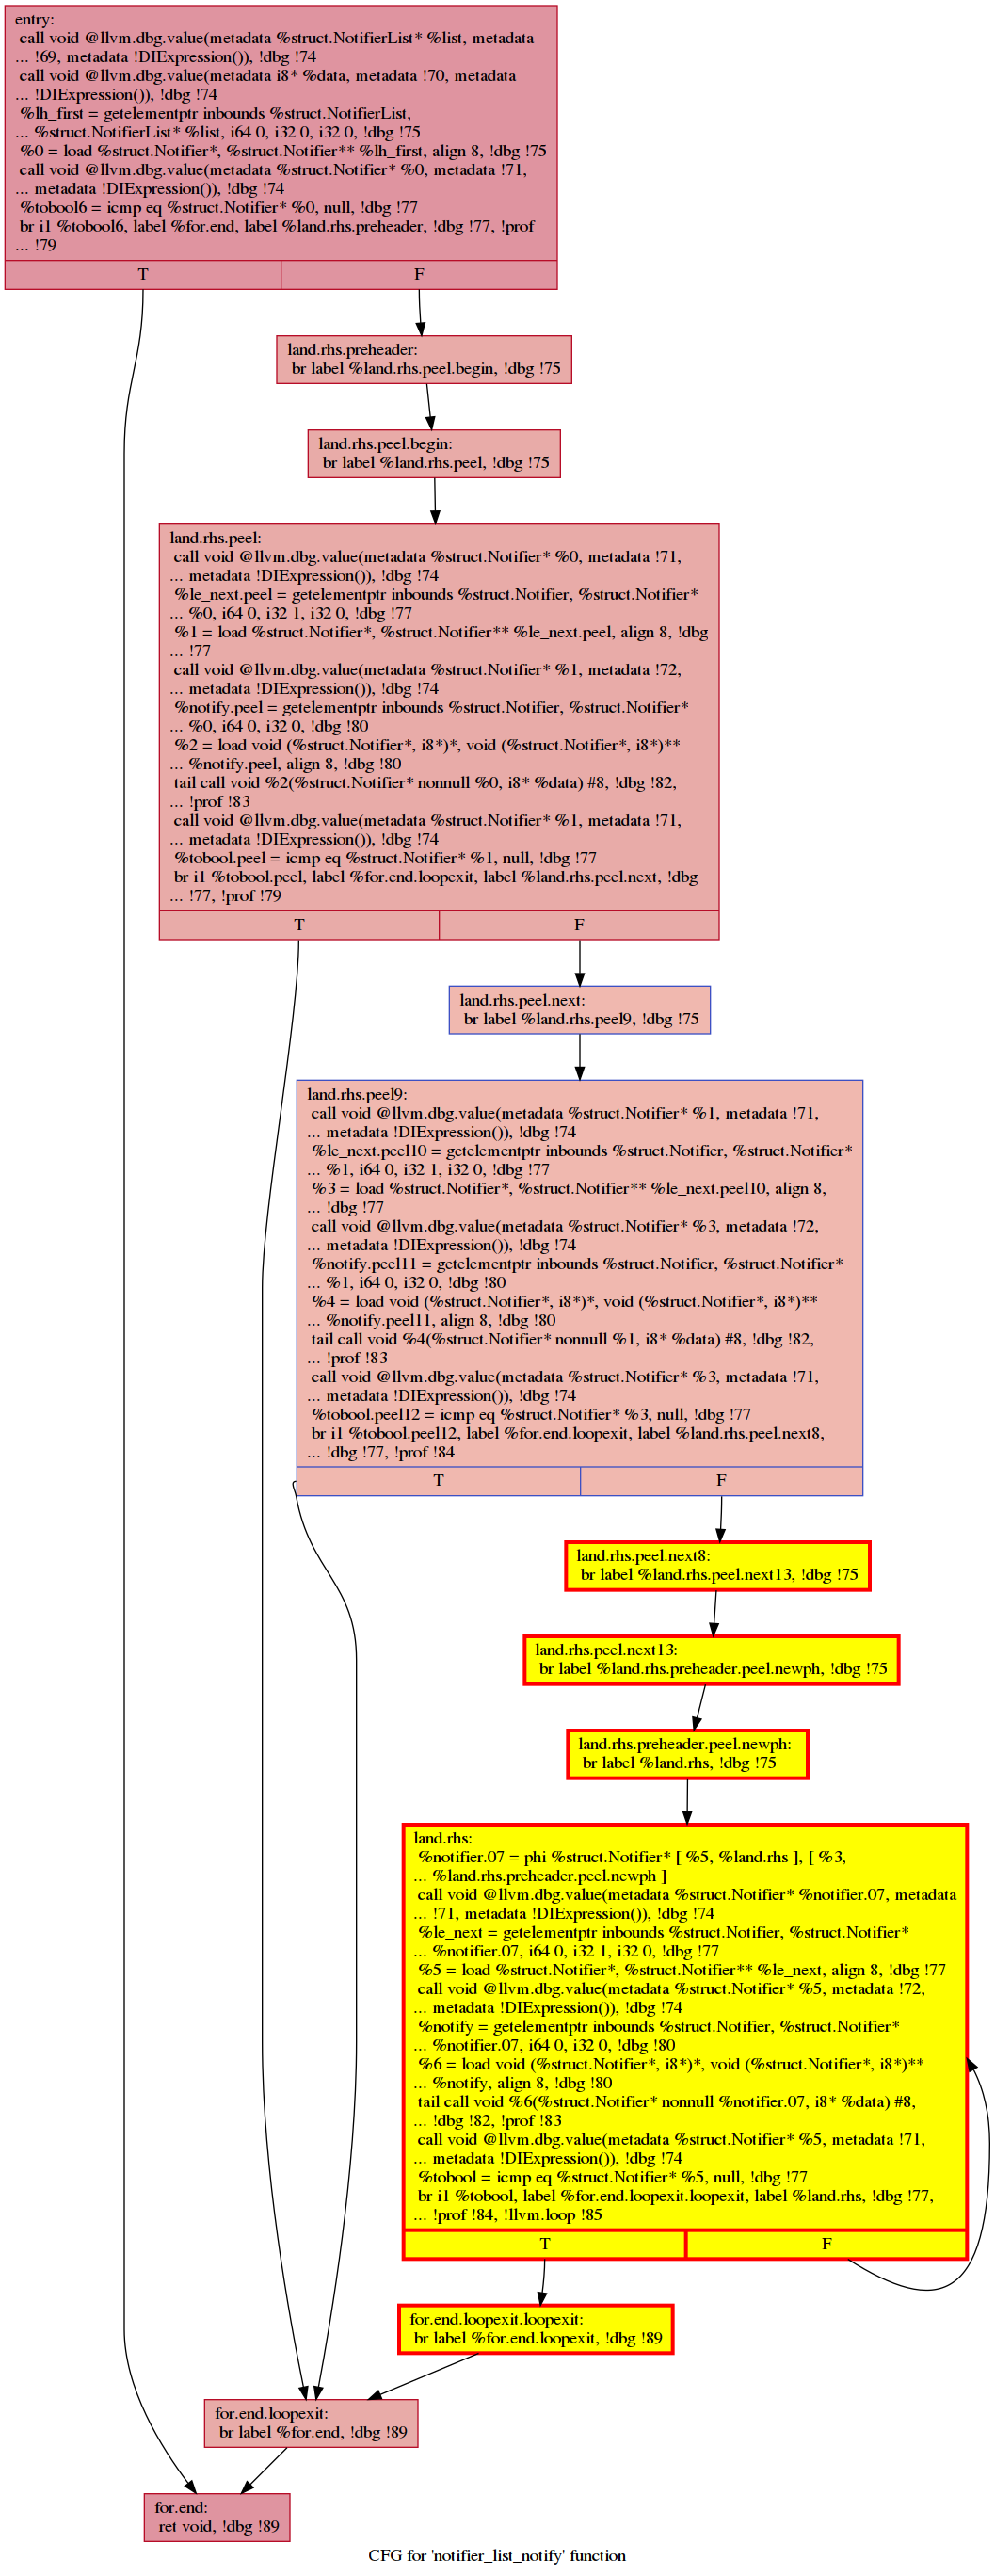 entry:
call void @llvm.dbg.value(metadata %struct.NotifierList* %list, metadata
... !69, metadata !DIExpression()), !dbg !74
call void @llvm.dbg.value(metadata i8* %data, metadata !70, metadata
... !DIExpression()), !dbg !74
%lh_first = getelementptr inbounds %struct.NotifierList,
... %struct.NotifierList* %list, i64 0, i32 0, i32 0, !dbg !75
%0 = load %struct.Notifier*, %struct.Notifier** %lh_first, align 8, !dbg !75
call void @llvm.dbg.value(metadata %struct.Notifier* %0, metadata !71,
... metadata !DIExpression()), !dbg !74
%tobool6 = icmp eq %struct.Notifier* %0, null, !dbg !77
br i1 %tobool6, label %for.end, label %land.rhs.preheader, !dbg !77, !prof
... !79
T F
land.rhs.preheader:
br label %land.rhs.peel.begin, !dbg !75
land.rhs.peel.begin:
br label %land.rhs.peel, !dbg !75
land.rhs.peel:
call void @llvm.dbg.value(metadata %struct.Notifier* %0, metadata !71,
... metadata !DIExpression()), !dbg !74
%le_next.peel = getelementptr inbounds %struct.Notifier, %struct.Notifier*
... %0, i64 0, i32 1, i32 0, !dbg !77
%1 = load %struct.Notifier*, %struct.Notifier** %le_next.peel, align 8, !dbg
... !77
call void @llvm.dbg.value(metadata %struct.Notifier* %1, metadata !72,
... metadata !DIExpression()), !dbg !74
%notify.peel = getelementptr inbounds %struct.Notifier, %struct.Notifier*
... %0, i64 0, i32 0, !dbg !80
%2 = load void (%struct.Notifier*, i8*)*, void (%struct.Notifier*, i8*)**
... %notify.peel, align 8, !dbg !80
tail call void %2(%struct.Notifier* nonnull %0, i8* %data) #8, !dbg !82,
... !prof !83
call void @llvm.dbg.value(metadata %struct.Notifier* %1, metadata !71,
... metadata !DIExpression()), !dbg !74
%tobool.peel = icmp eq %struct.Notifier* %1, null, !dbg !77
br i1 %tobool.peel, label %for.end.loopexit, label %land.rhs.peel.next, !dbg
... !77, !prof !79
T F
land.rhs.peel.next:
br label %land.rhs.peel9, !dbg !75
land.rhs.peel9:
call void @llvm.dbg.value(metadata %struct.Notifier* %1, metadata !71,
... metadata !DIExpression()), !dbg !74
%le_next.peel10 = getelementptr inbounds %struct.Notifier, %struct.Notifier*
... %1, i64 0, i32 1, i32 0, !dbg !77
%3 = load %struct.Notifier*, %struct.Notifier** %le_next.peel10, align 8,
... !dbg !77
call void @llvm.dbg.value(metadata %struct.Notifier* %3, metadata !72,
... metadata !DIExpression()), !dbg !74
%notify.peel11 = getelementptr inbounds %struct.Notifier, %struct.Notifier*
... %1, i64 0, i32 0, !dbg !80
%4 = load void (%struct.Notifier*, i8*)*, void (%struct.Notifier*, i8*)**
... %notify.peel11, align 8, !dbg !80
tail call void %4(%struct.Notifier* nonnull %1, i8* %data) #8, !dbg !82,
... !prof !83
call void @llvm.dbg.value(metadata %struct.Notifier* %3, metadata !71,
... metadata !DIExpression()), !dbg !74
%tobool.peel12 = icmp eq %struct.Notifier* %3, null, !dbg !77
br i1 %tobool.peel12, label %for.end.loopexit, label %land.rhs.peel.next8,
... !dbg !77, !prof !84
T F
land.rhs.peel.next8:
br label %land.rhs.peel.next13, !dbg !75
land.rhs.peel.next13:
br label %land.rhs.preheader.peel.newph, !dbg !75
land.rhs.preheader.peel.newph:
br label %land.rhs, !dbg !75
land.rhs:
%notifier.07 = phi %struct.Notifier* [ %5, %land.rhs ], [ %3,
... %land.rhs.preheader.peel.newph ]
call void @llvm.dbg.value(metadata %struct.Notifier* %notifier.07, metadata
... !71, metadata !DIExpression()), !dbg !74
%le_next = getelementptr inbounds %struct.Notifier, %struct.Notifier*
... %notifier.07, i64 0, i32 1, i32 0, !dbg !77
%5 = load %struct.Notifier*, %struct.Notifier** %le_next, align 8, !dbg !77
call void @llvm.dbg.value(metadata %struct.Notifier* %5, metadata !72,
... metadata !DIExpression()), !dbg !74
%notify = getelementptr inbounds %struct.Notifier, %struct.Notifier*
... %notifier.07, i64 0, i32 0, !dbg !80
%6 = load void (%struct.Notifier*, i8*)*, void (%struct.Notifier*, i8*)**
... %notify, align 8, !dbg !80
tail call void %6(%struct.Notifier* nonnull %notifier.07, i8* %data) #8,
... !dbg !82, !prof !83
call void @llvm.dbg.value(metadata %struct.Notifier* %5, metadata !71,
... metadata !DIExpression()), !dbg !74
%tobool = icmp eq %struct.Notifier* %5, null, !dbg !77
br i1 %tobool, label %for.end.loopexit.loopexit, label %land.rhs, !dbg !77,
... !prof !84, !llvm.loop !85
T F
for.end.loopexit.loopexit:
br label %for.end.loopexit, !dbg !89
for.end.loopexit:
br label %for.end, !dbg !89
for.end:
ret void, !dbg !89
CFG for 'notifier_list_notify' function